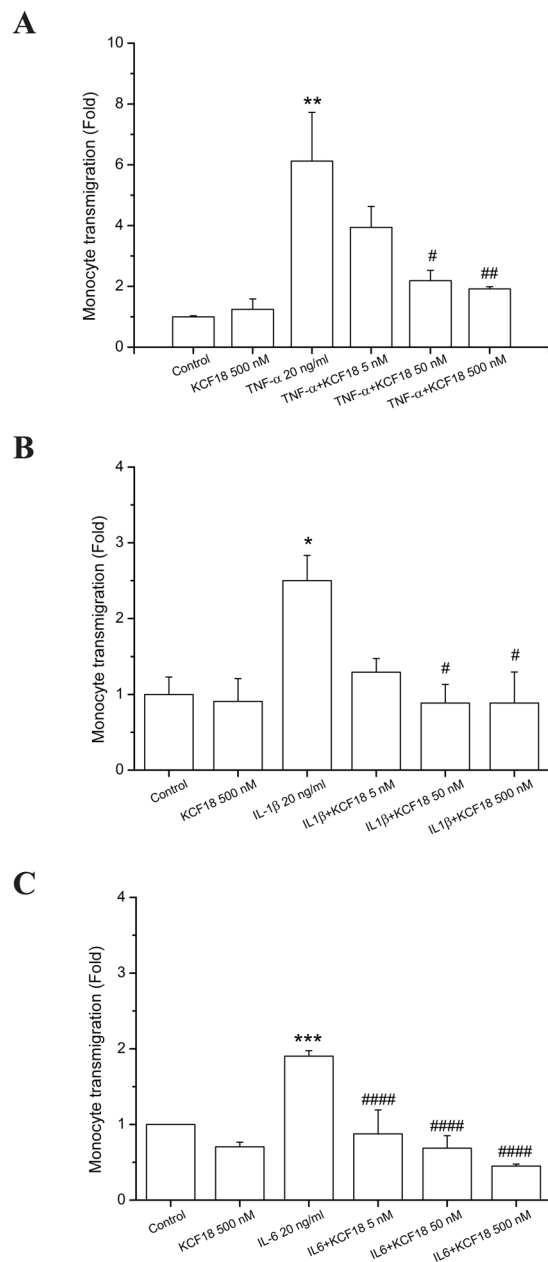 A
Monocyte transmigration (Fold)
10
8
6
4
2
0
**
#
##
Control
KCF18 500 nM
TNF-α 20 ng/ml
TNF-α+KCF18 5 nM
TNF-α+KCF18 50 nM
TNF-α+KCF18 500 nM
B
Monocyte transmigration (Fold)
4
3
2
1
0
*
#
#
Control
KCF18 500 nM
IL-1β 20 ng/ml
IL1β+KCF18 5 nM
IL1β+KCF18 50 nM
IL1β+KCF18 500 nM
C
Monocyte transmigration (Fold)
4
3
2
1
0
***
####
####
####
Control
KCF18 500 nM
IL-6 20 ng/ml
IL6+KCF18 5 nM
IL6+KCF18 50 nM
IL6+KCF18 500 nM